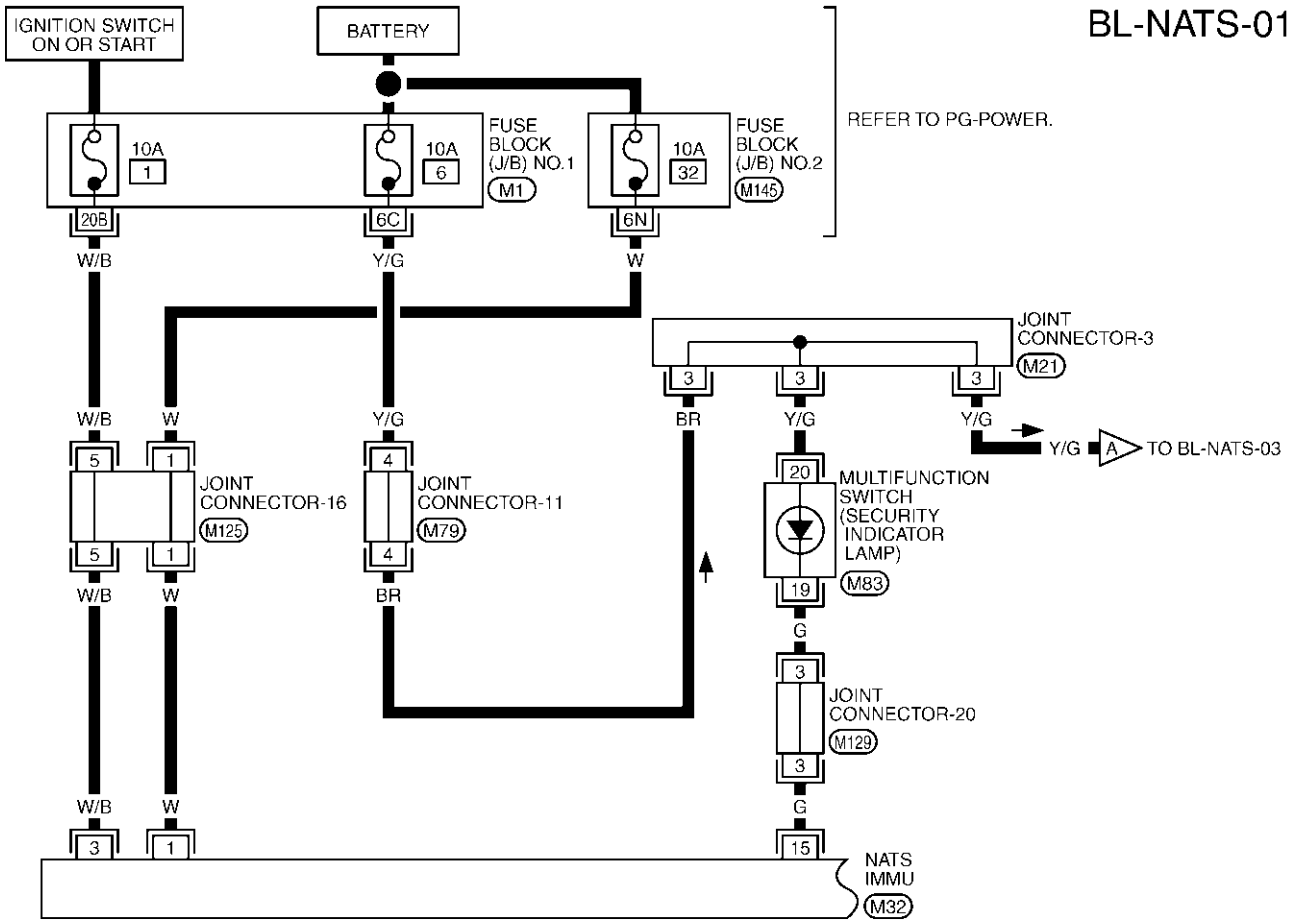 BL-NATS-01
IGNITION SWITCH
ON OR START
BATTERY
REFER TO PG-POWER.
10A
1
10A
6
FUSE
BLOCK
(J/B) NO.1
M1
10A
32
FUSE
BLOCK
(J/B) NO.2
M145
20B
6C
6N
W/B
Y/G
W
JOINT
CONNECTOR-3
M21
3
3
3
W/B
W
Y/G
BR
Y/G
Y/G
Y/G
A
TO BL-NATS-03
5
1
4
20
JOINT
CONNECTOR-16
M125
JOINT
CONNECTOR-11
M79
MULTIFUNCTION
SWITCH
(SECURITY
INDICATOR
LAMP)
M83
5
1
4
19
W/B
W
BR
G
3
JOINT
CONNECTOR-20
M129
3
W/B
W
G
3
1
15
NATS
IMMU
M32